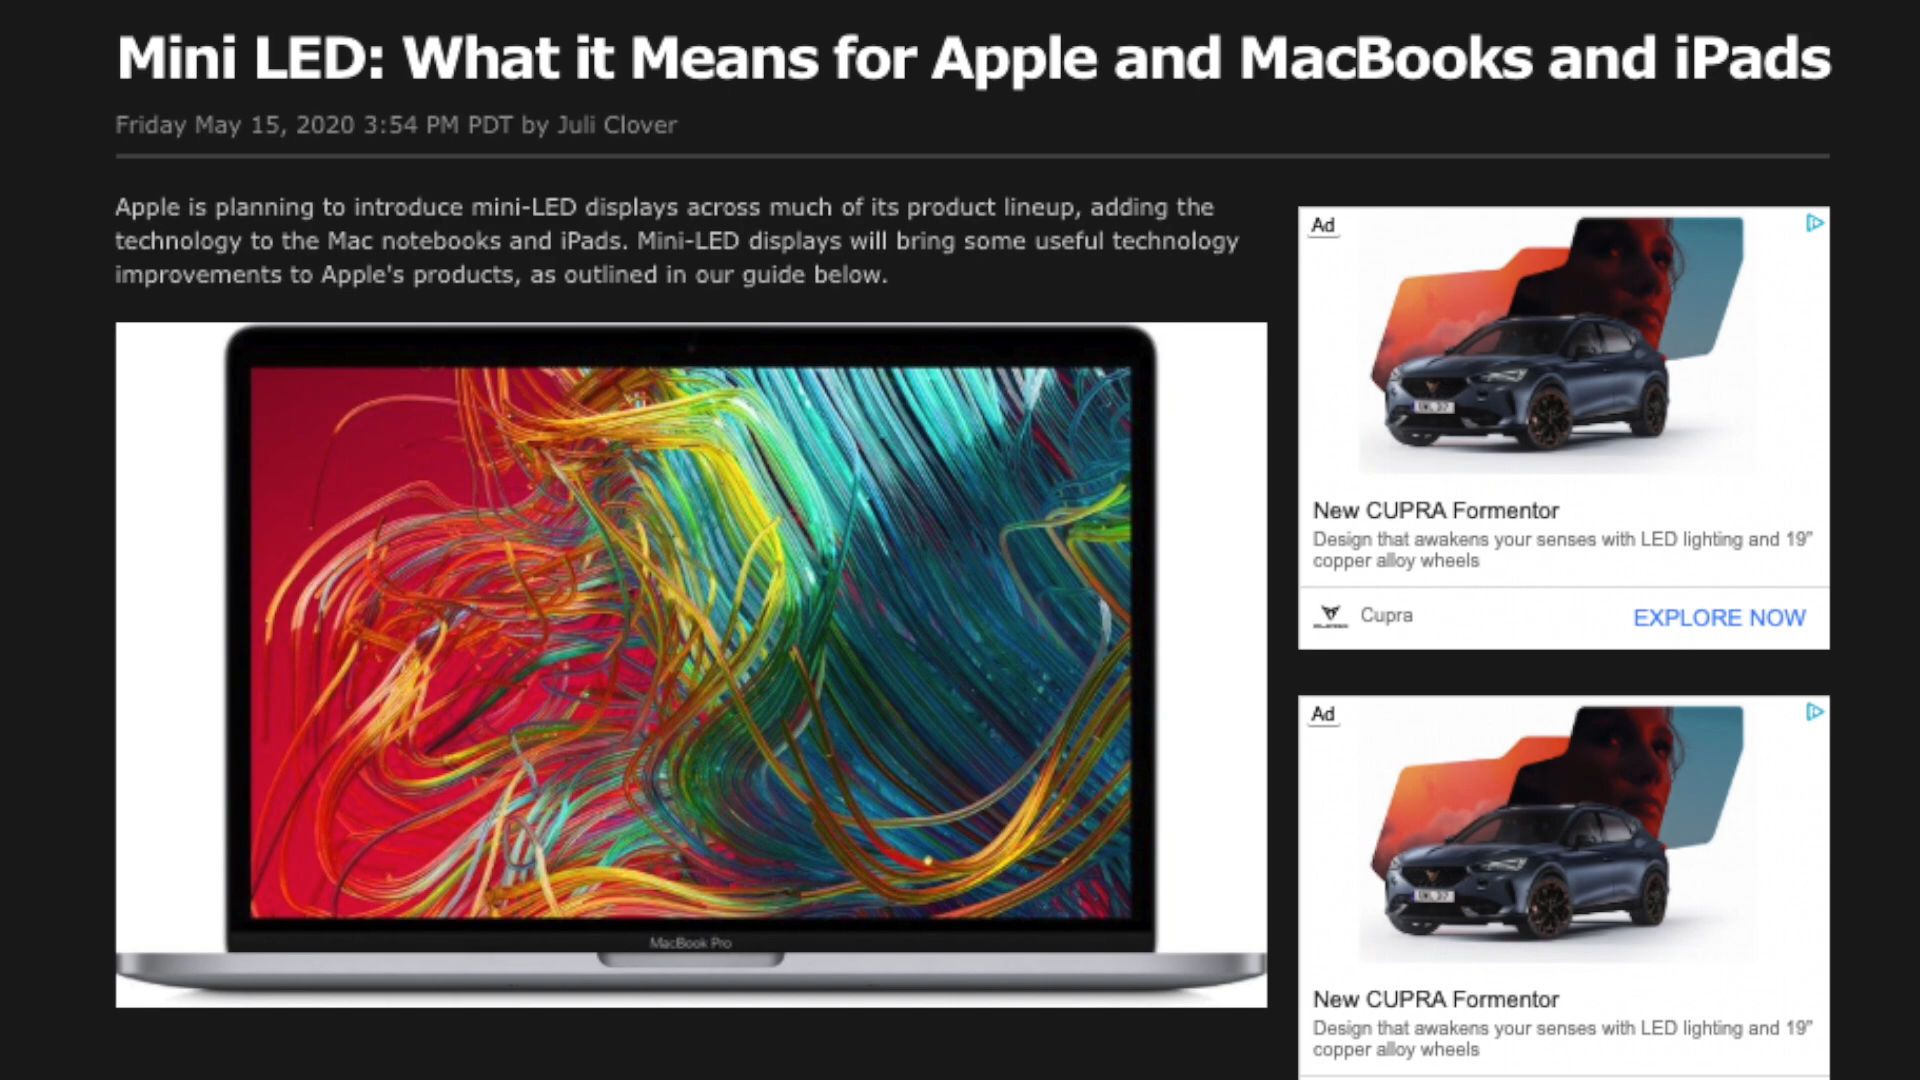 Mini LED: What it Means for Apple and MacBooks and iPads
Friday May 15, 2020 3:54 PM PDT by Juli Clover
Apple is planning to introduce mini-LED displays across much of its product lineup, adding the
technology to the Mac notebooks and iPads. Mini-LED displays will bring some useful technology
improvements to Apple's products, as outlined in our guide below.
MacBook Pro
Ad
New CUPRA Formentor
Design that awakens your senses with LED lighting and 19"
copper alloy wheels
Cupra
EXPLORE NOW
Ad
New CUPRA Formentor
Design that awakens your senses with LED lighting and 19"
copper alloy wheels